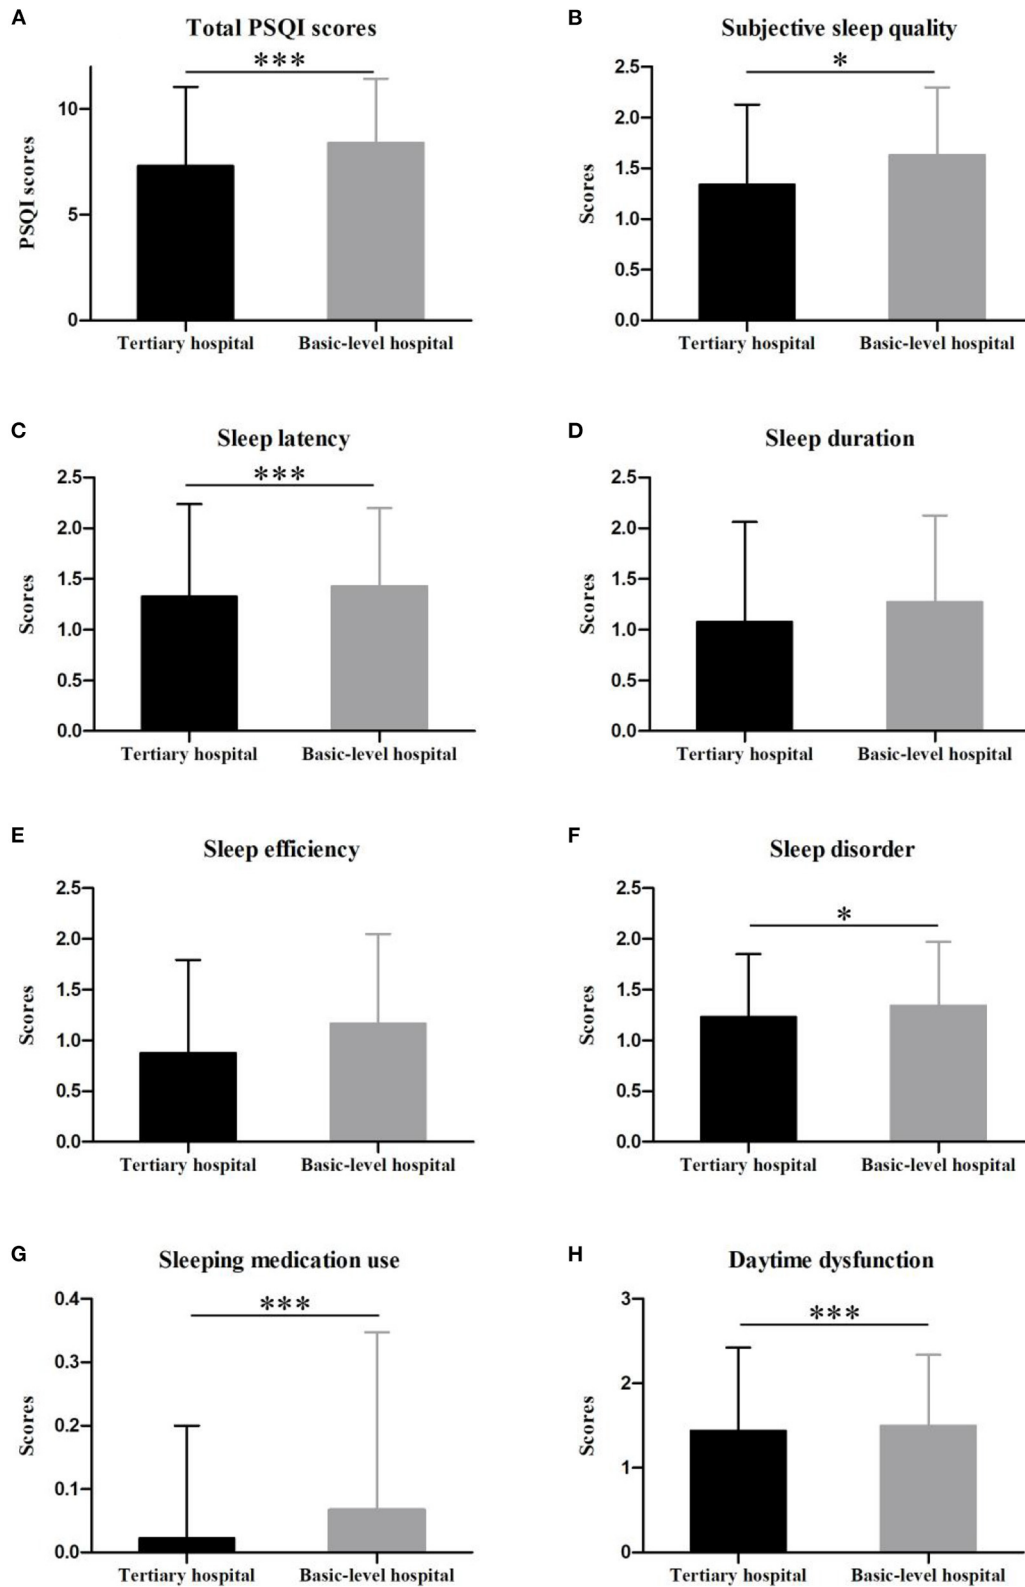 A
Total PSQI scores
***
10
5
0
PSQI scores
Tertiary hospital
Basic-level hospital
B
Subjective sleep quality
*
2.5
2.0
1.5
1.0
0.5
0.0
Scores
Tertiary hospital
Basic-level hospital
C
Sleep latency
***
2.5
2.0
1.5
1.0
0.5
0.0
Scores
Tertiary hospital
Basic-level hospital
D
Sleep duration
2.5
2.0
1.5
1.0
0.5
0.0
Scores
Tertiary hospital
Basic-level hospital
E
Sleep efficiency
2.5
2.0
1.5
1.0
0.5
0.0
Scores
Tertiary hospital
Basic-level hospital
F
Sleep disorder
*
2.5
2.0
1.5
1.0
0.5
0.0
Scores
Tertiary hospital
Basic-level hospital
G
Sleeping medication use
***
0.4
0.3
0.2
0.1
0.0
Scores
Tertiary hospital
Basic-level hospital
H
Daytime dysfunction
***
3
2
1
0
Scores
Tertiary hospital
Basic-level hospital